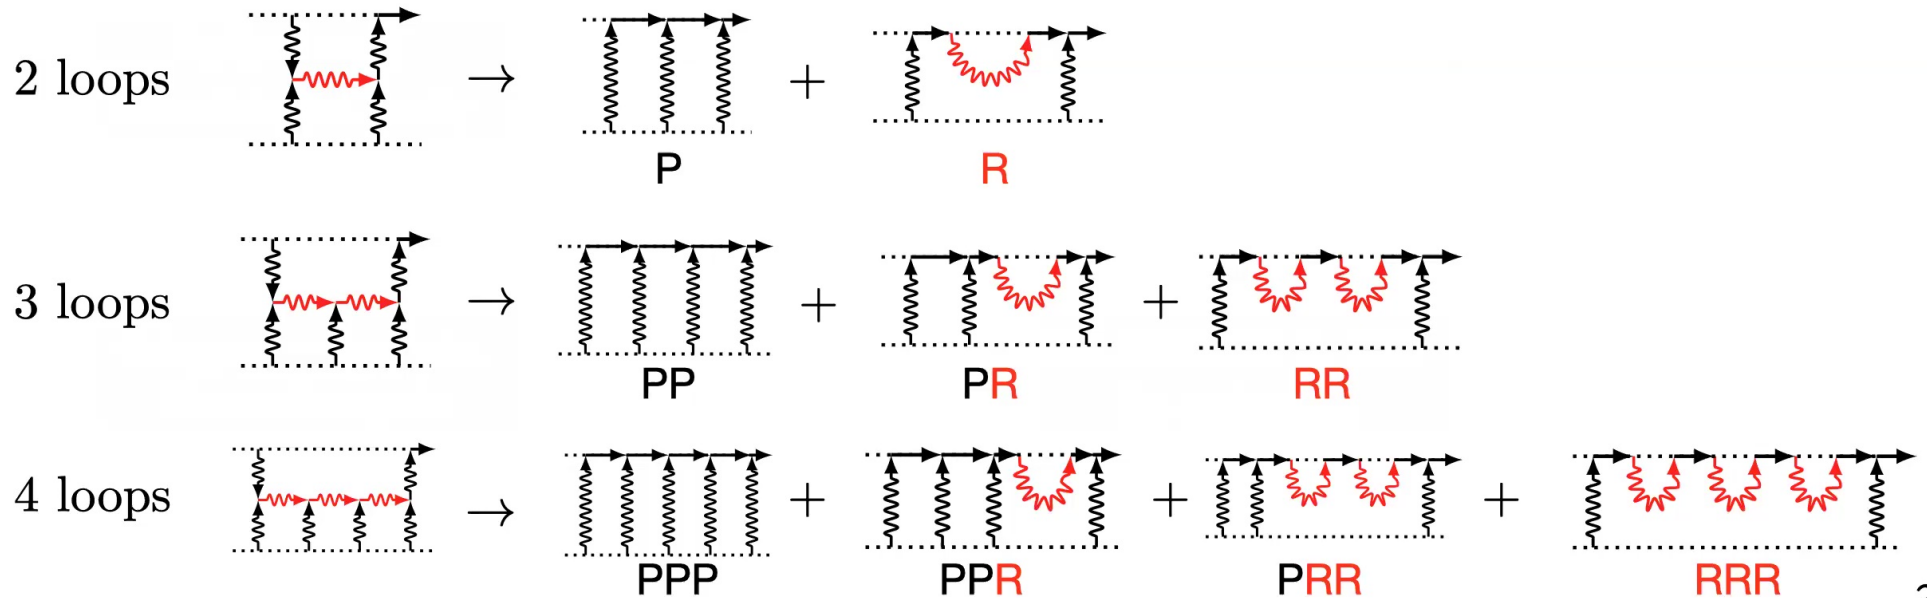 2 loops → + 
P R
3 loops → + +
PP PR RR
4 loops → + + +
PPP PPR PRR RRR